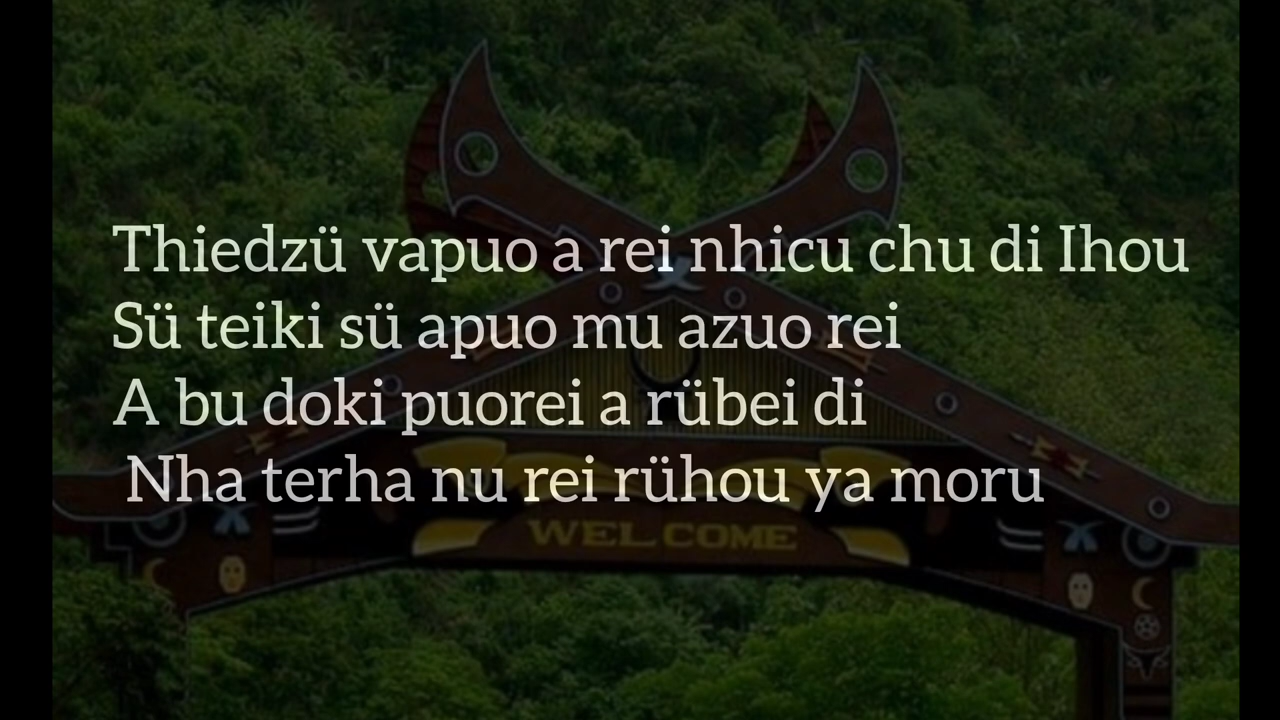 Thiedzü vapuo a rei nhicu chu di Ihou
Sü teiki sü apuo mu azuo rei
A bu doki puorei a rübei di
Nha terha nu rei rühou ya moru
WELCOME